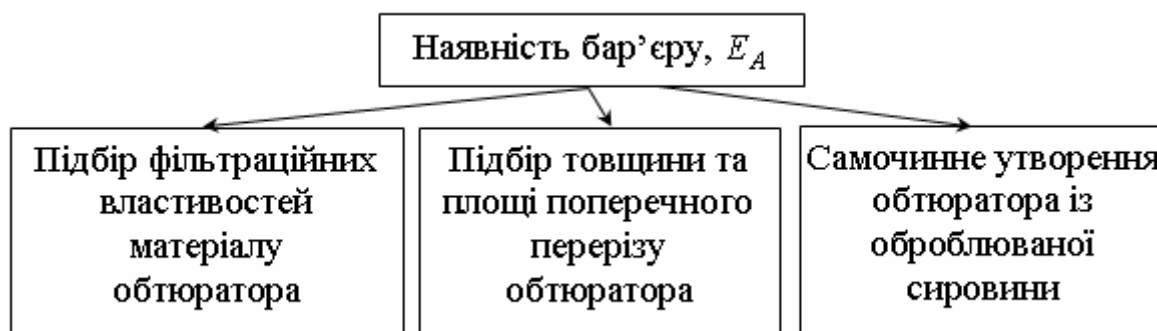 Наявність бар’єру, E_A
Підбір фільтраційних
властивостей
матеріалу
обтюратора
Підбір товщини та
площі поперечного
перерізу
обтюратора
Самочинне утворення
обтюратора із
оброблюваної
сировини